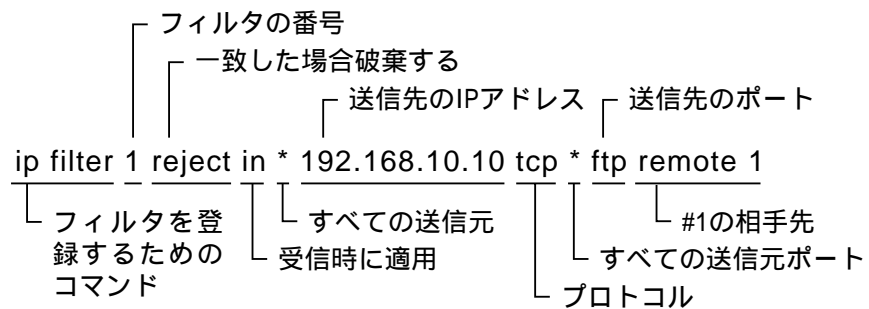 フィルタの番号
一致した場合破棄する
送信先のIPアドレス 送信先のポート
ip filter 1 reject in * 192.168.10.10 tcp * ftp remote 1
フィルタを登
録するための
コマンド
すべての送信元
受信時に適用
#1の相手先
すべての送信元ポート
プロトコル